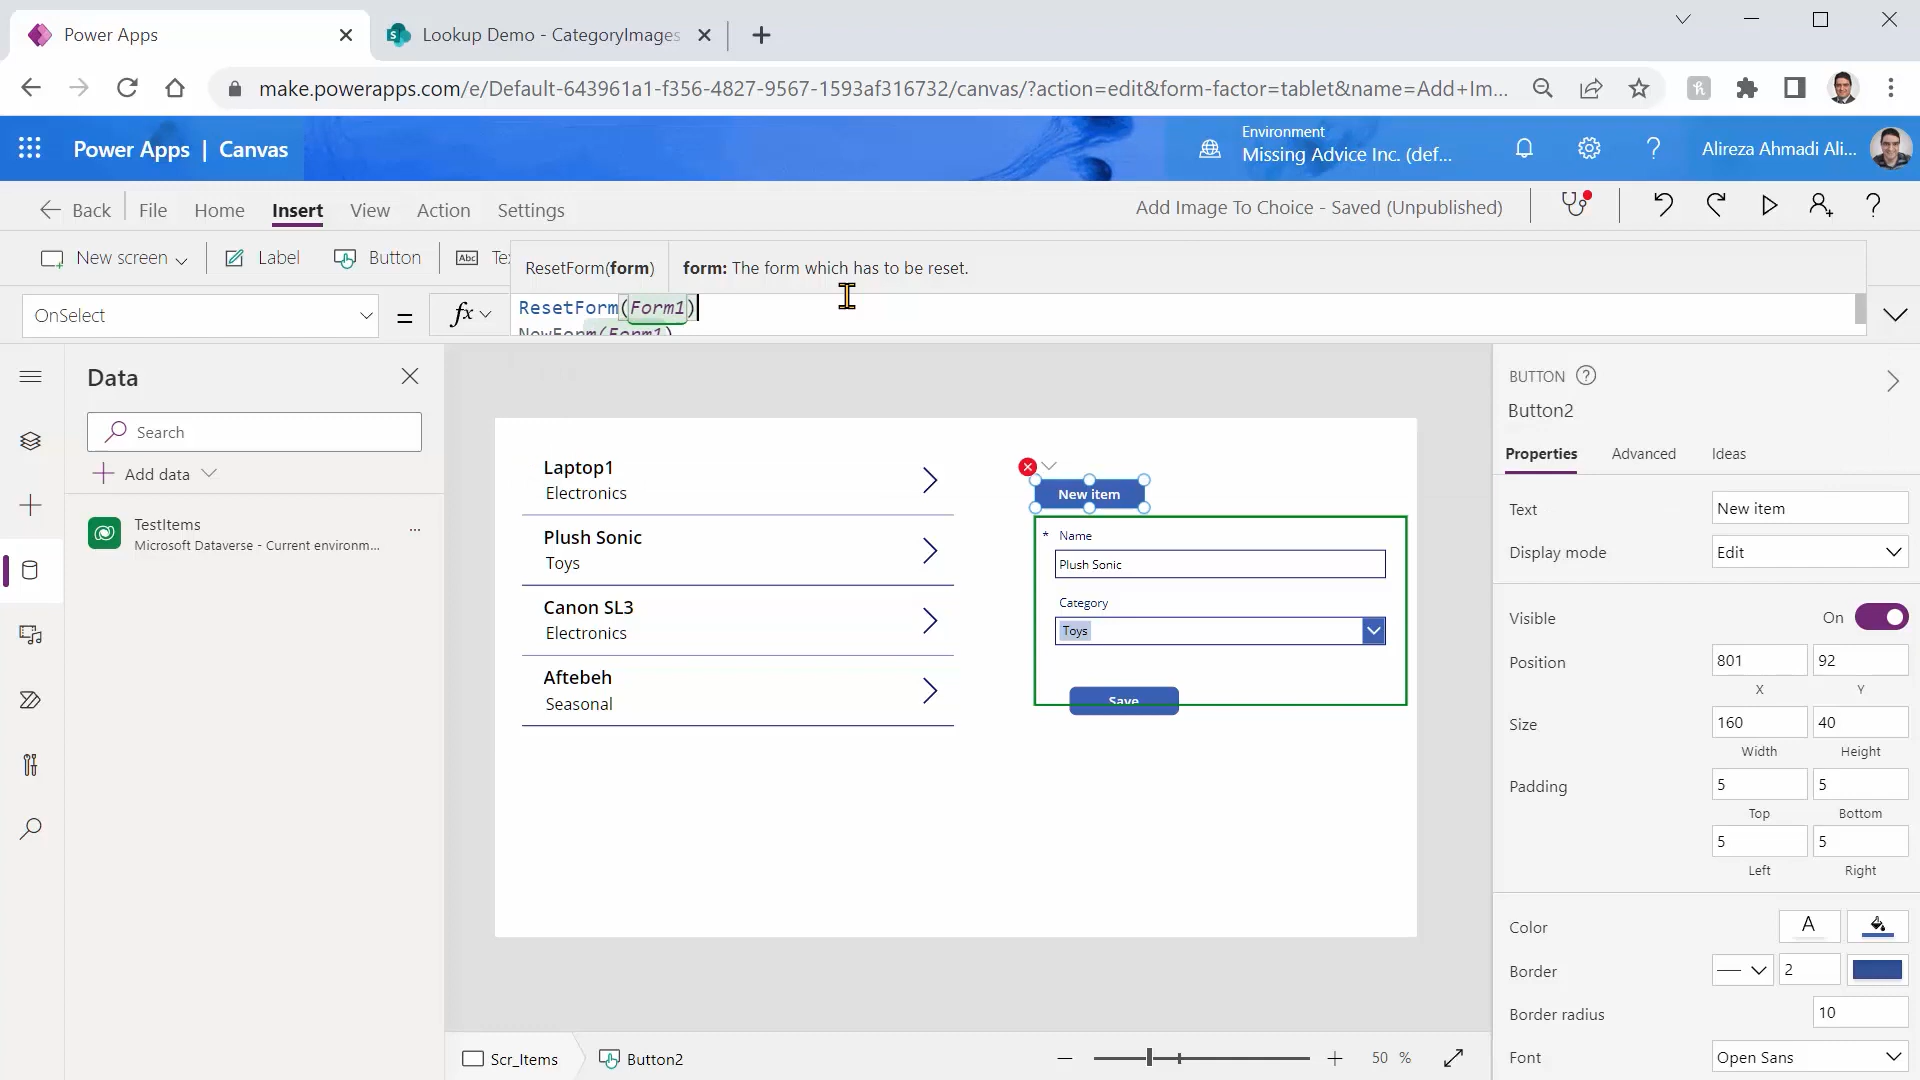 Power Apps
Lookup Demo - CategoryImages
make.powerapps.com/e/Default-643961a1-f356-4827-9567-1593af316732/canvas/?action=edit&form-factor=tablet&name=Add+Im...
Power Apps | Canvas
Environment
Missing Advice Inc. (def...
Alireza Ahmadi Ali...
Back
File
Home
Insert
View
Action
Settings
Add Image To Choice - Saved (Unpublished)
New screen
Label
Button
Abc
Te
ResetForm(form)
form: The form which has to be reset.
OnSelect
=
fx
ResetForm(Form1)
NewForm(Form1)
Data
Search
Add data
TestItems
...
Microsoft Dataverse - Current environm...
Laptop1
Electronics
Plush Sonic
Toys
Canon SL3
Electronics
Aftebeh
Seasonal
New item
* Name
Plush Sonic
Category
Toys
Save
BUTTON
Button2
Properties
Advanced
Ideas
Text
New item
Display mode
Edit
Visible
On
Position
801
92
X
Y
Size
160
40
Width
Height
Padding
5
5
Top
Bottom
5
5
Left
Right
Color
A
Border
2
Border radius
10
Font
Open Sans
Scr_Items
Button2
50 %